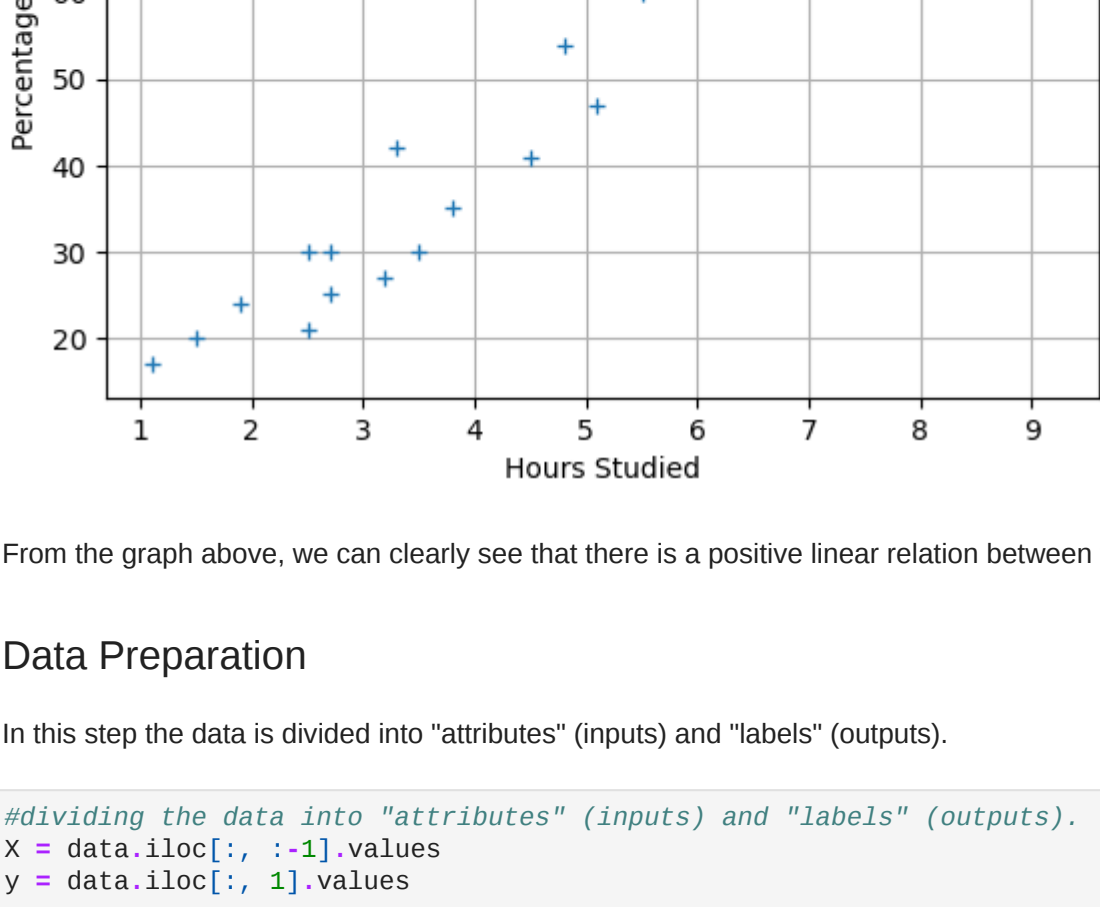 Percentage
50
40
30
20
1 2 3 4 5 6 7 8 9
Hours Studied
From the graph above, we can clearly see that there is a positive linear relation between
Data Preparation
In this step the data is divided into "attributes" (inputs) and "labels" (outputs).
#dividing the data into "attributes" (inputs) and "labels" (outputs).
X = data.iloc[:, :-1].values
y = data.iloc[:, 1].values